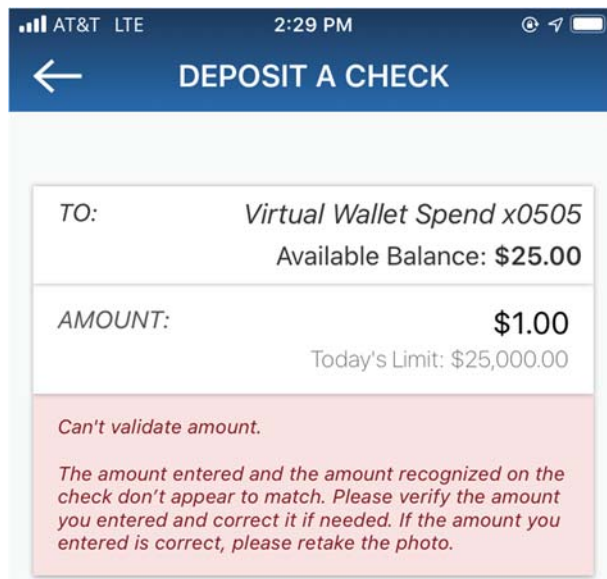 AT&T LTE 2:29 PM
DEPOSIT A CHECK
TO: Virtual Wallet Spend x0505
Available Balance: $25.00
AMOUNT: $1.00
Today's Limit: $25,000.00
Can't validate amount.
The amount entered and the amount recognized on the
check don't appear to match. Please verify the amount
you entered and correct it if needed. If the amount you
entered is correct, please retake the photo.